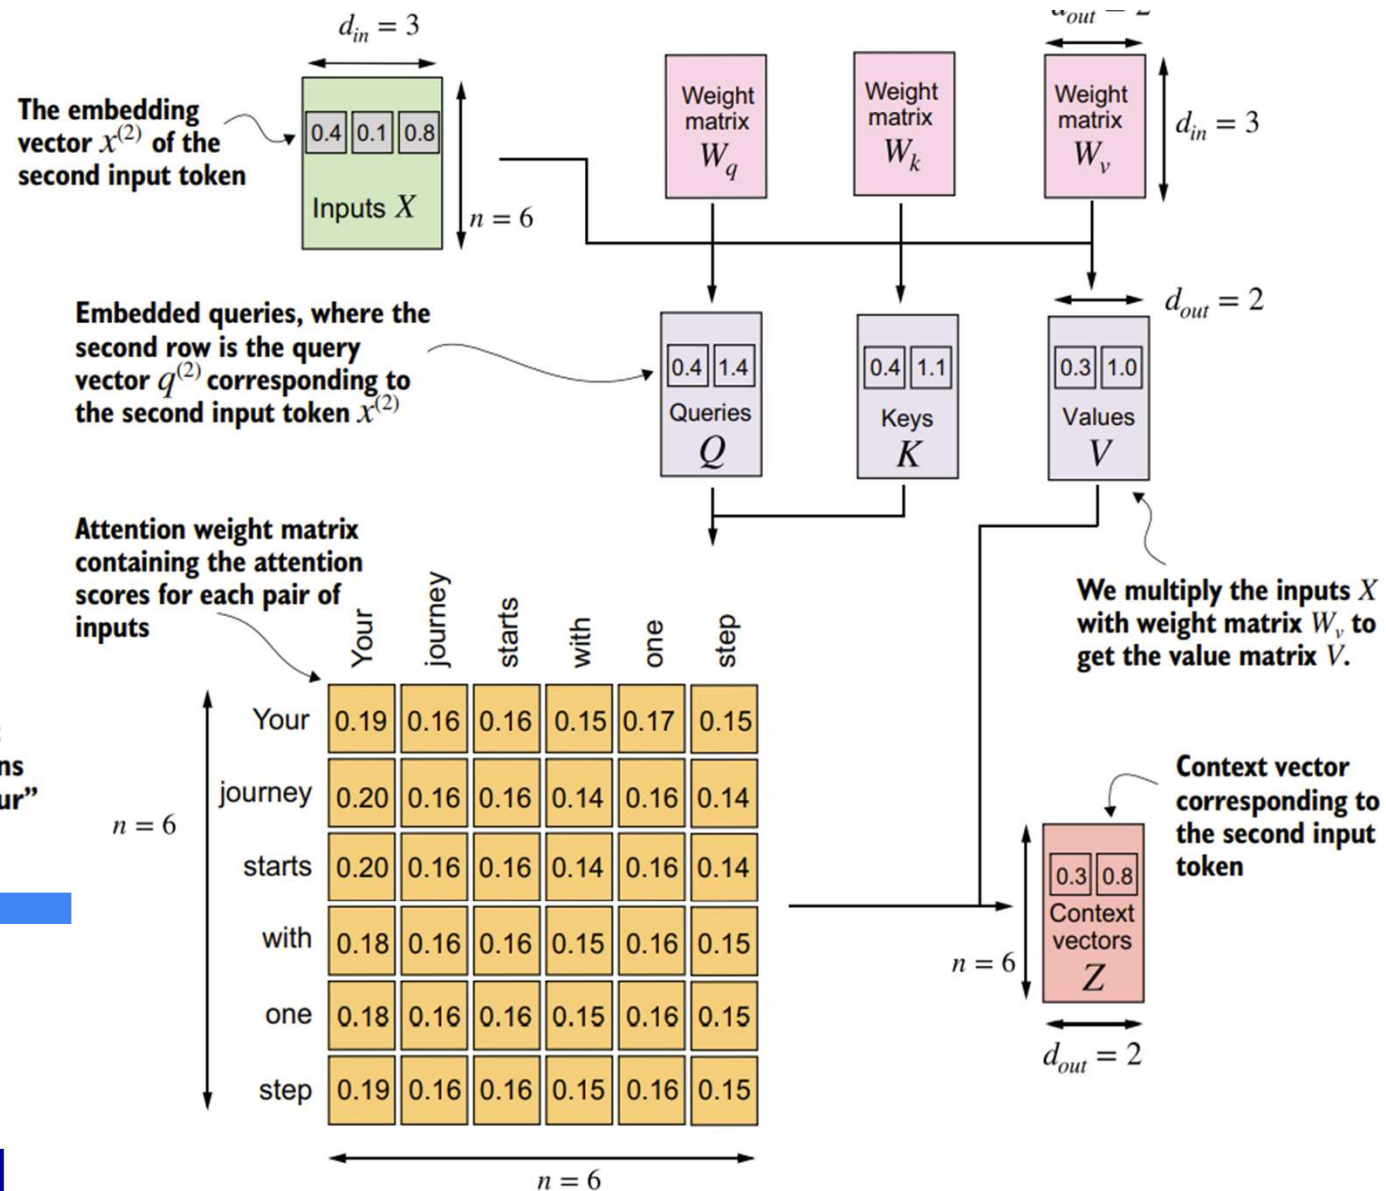 d_in = 3
d_out = 2
The embedding
vector x^(2) of the
second input token
0.4 0.1 0.8
Inputs X
n = 6
Weight
matrix
W_q
Weight
matrix
W_k
Weight
matrix
W_v
d_in = 3
Embedded queries, where the
second row is the query
vector q^(2) corresponding to
the second input token x^(2)
0.4 1.4
Queries
Q
0.4 1.1
Keys
K
0.3 1.0
Values
V
d_out = 2
We multiply the inputs X
with weight matrix W_v to
get the value matrix V.
Attention weight matrix
containing the attention
scores for each pair of
inputs
Your journey starts with one step
Your 0.19 0.16 0.16 0.15 0.17 0.15
journey 0.20 0.16 0.16 0.14 0.16 0.14
starts 0.20 0.16 0.16 0.14 0.16 0.14
with 0.18 0.16 0.16 0.15 0.16 0.15
one 0.18 0.16 0.16 0.15 0.16 0.15
step 0.19 0.16 0.16 0.15 0.16 0.15
n = 6
n = 6
ns
ur”
Context vector
corresponding to
the second input
token
0.3 0.8
Context
vectors
Z
n = 6
d_out = 2